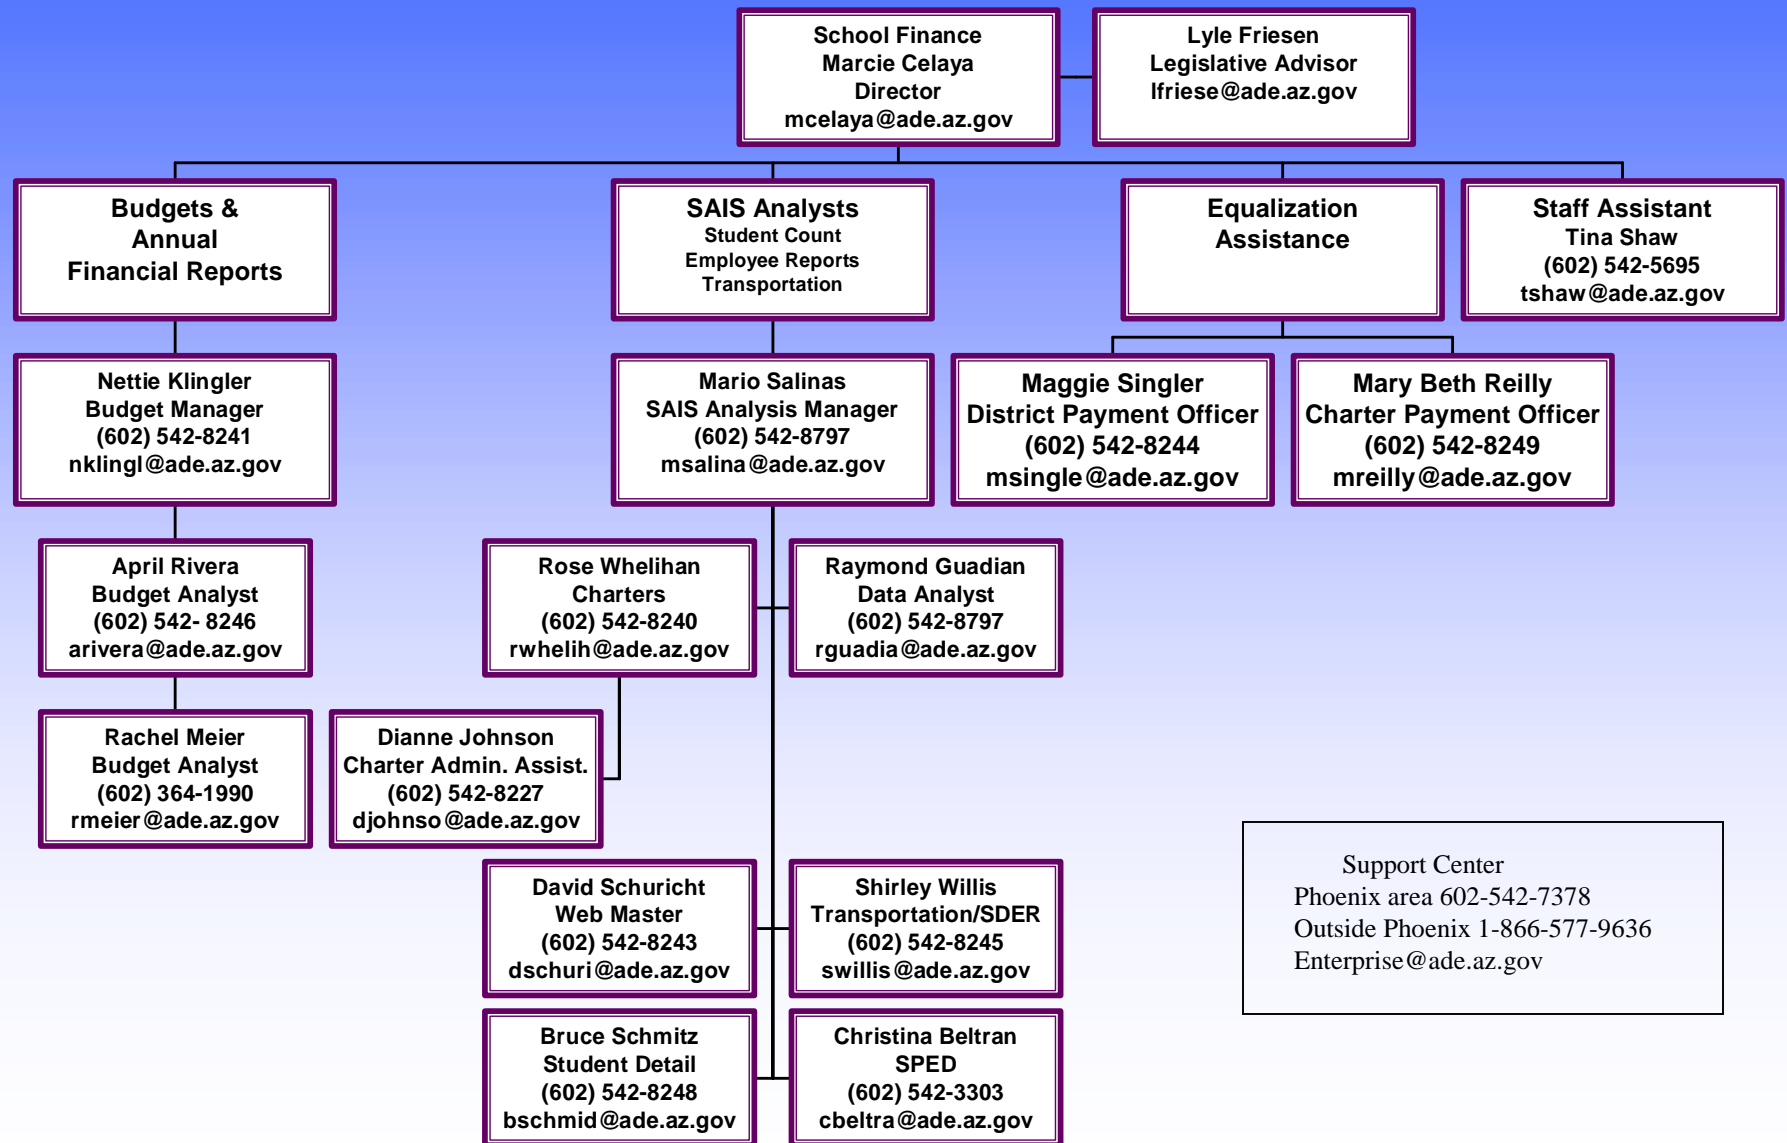 School Finance
Marcie Celaya
Director
mcelaya@ade.az.gov
Lyle Friesen
Legislative Advisor
lfriese@ade.az.gov
Budgets &
Annual
Financial Reports
SAIS Analysts
Student Count
Employee Reports
Transportation
Equalization
Assistance
Staff Assistant
Tina Shaw
(602) 542-5695
tshaw@ade.az.gov
Nettie Klingler
Budget Manager
(602) 542-8241
nklingl@ade.az.gov
Mario Salinas
SAIS Analysis Manager
(602) 542-8797
msalina@ade.az.gov
Maggie Singler
District Payment Officer
(602) 542-8244
msingle@ade.az.gov
Mary Beth Reilly
Charter Payment Officer
(602) 542-8249
mreilly@ade.az.gov
April Rivera
Budget Analyst
(602) 542- 8246
arivera@ade.az.gov
Rose Whelihan
Charters
(602) 542-8240
rwhelih@ade.az.gov
Raymond Guadian
Data Analyst
(602) 542-8797
rguadia@ade.az.gov
Rachel Meier
Budget Analyst
(602) 364-1990
rmeier@ade.az.gov
Dianne Johnson
Charter Admin. Assist.
(602) 542-8227
djohnso@ade.az.gov
David Schuricht
Web Master
(602) 542-8243
dschuri@ade.az.gov
Shirley Willis
Transportation/SDER
(602) 542-8245
swillis@ade.az.gov
Support Center
Phoenix area 602-542-7378
Outside Phoenix 1-866-577-9636
Enterprise@ade.az.gov
Bruce Schmitz
Student Detail
(602) 542-8248
bschmid@ade.az.gov
Christina Beltran
SPED
(602) 542-3303
cbeltra@ade.az.gov